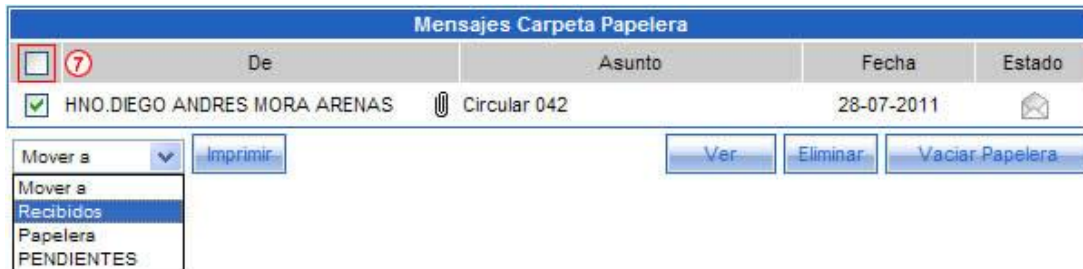 Mensajes Carpeta Papelera
7 De Asunto Fecha Estado
HNO.DIEGO ANDRES MORA ARENAS Circular 042 28-07-2011
Mover a Imprimir Ver Eliminar Vaciar Papelera
Mover a
Recibidos
Papelera
PENDIENTES